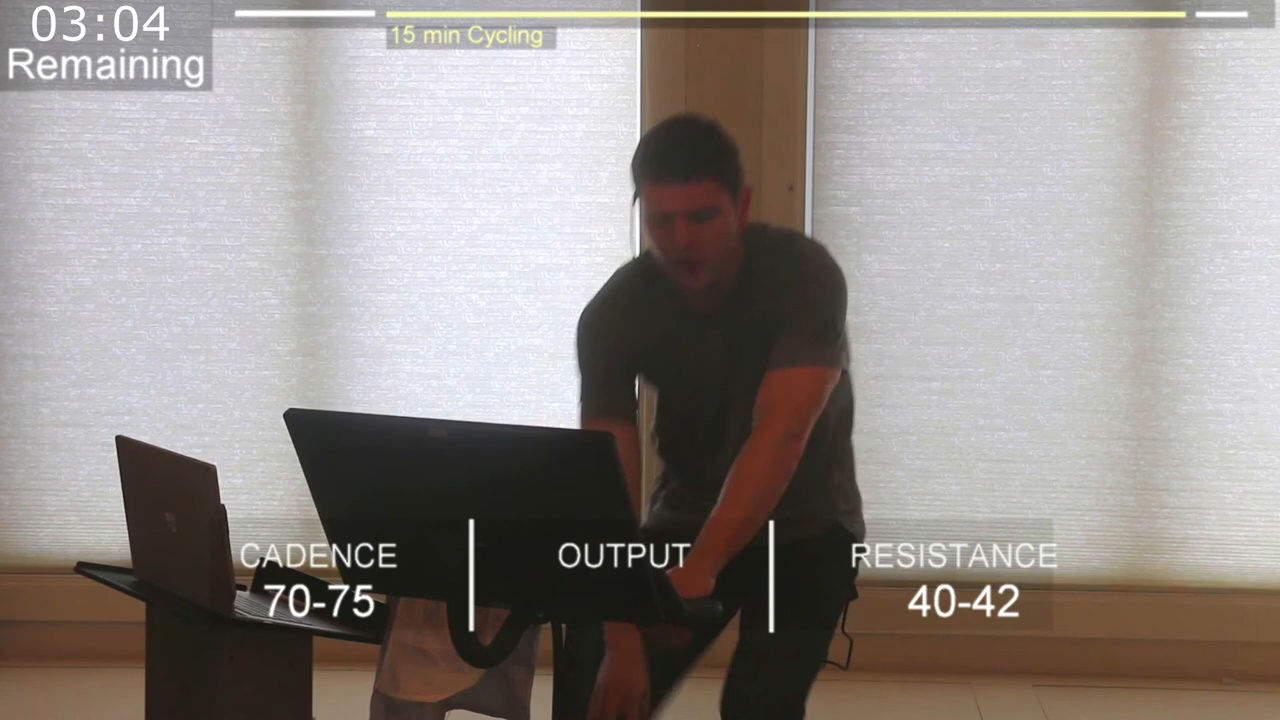 03:04
Remaining
15 min Cycling
CADENCE
70-75
OUTPUT
RESISTANCE
40-42